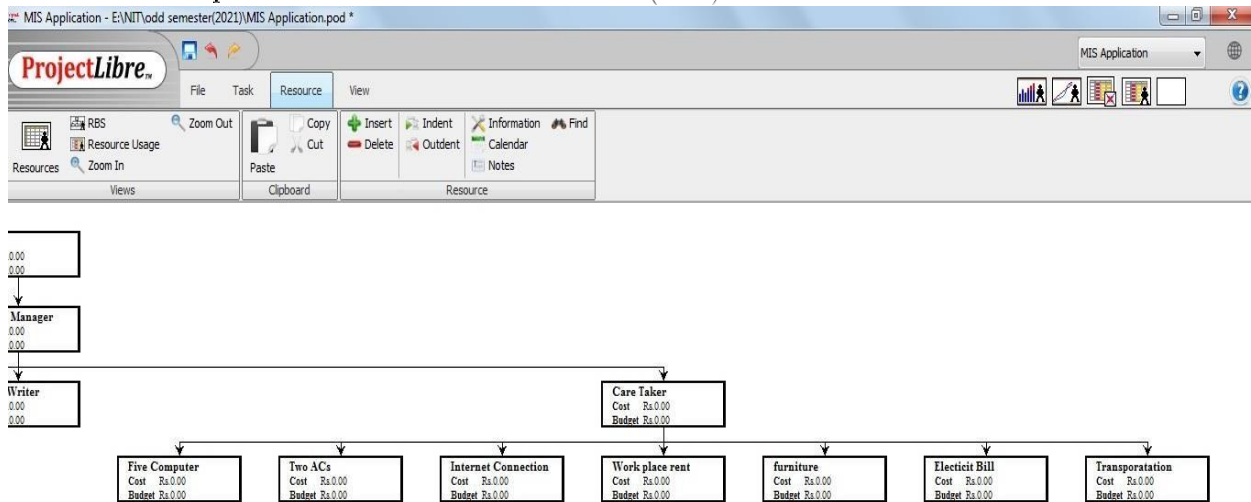 MIS Application - E:\NIT\odd semester(2021)\MIS Application.pod *
ProjectLibre™
MIS Application
File Task Resource View
RBS Zoom Out Copy Insert Indent Information Find
Resource Usage Cut Delete Outdent Calendar
Resources Zoom In Paste Notes
Views Clipboard Resource
0.00
0.00
Manager
0.00
0.00
Writer
0.00
0.00
Care Taker
Cost Rs.0.00
Budget Rs.0.00
Five Computer
Cost Rs.0.00
Budget Rs.0.00
Two ACs
Cost Rs.0.00
Budget Rs.0.00
Internet Connection
Cost Rs.0.00
Budget Rs.0.00
Work place rent
Cost Rs.0.00
Budget Rs.0.00
furniture
Cost Rs.0.00
Budget Rs.0.00
Electicit Bill
Cost Rs.0.00
Budget Rs.0.00
Transporatation
Cost Rs.0.00
Budget Rs.0.00